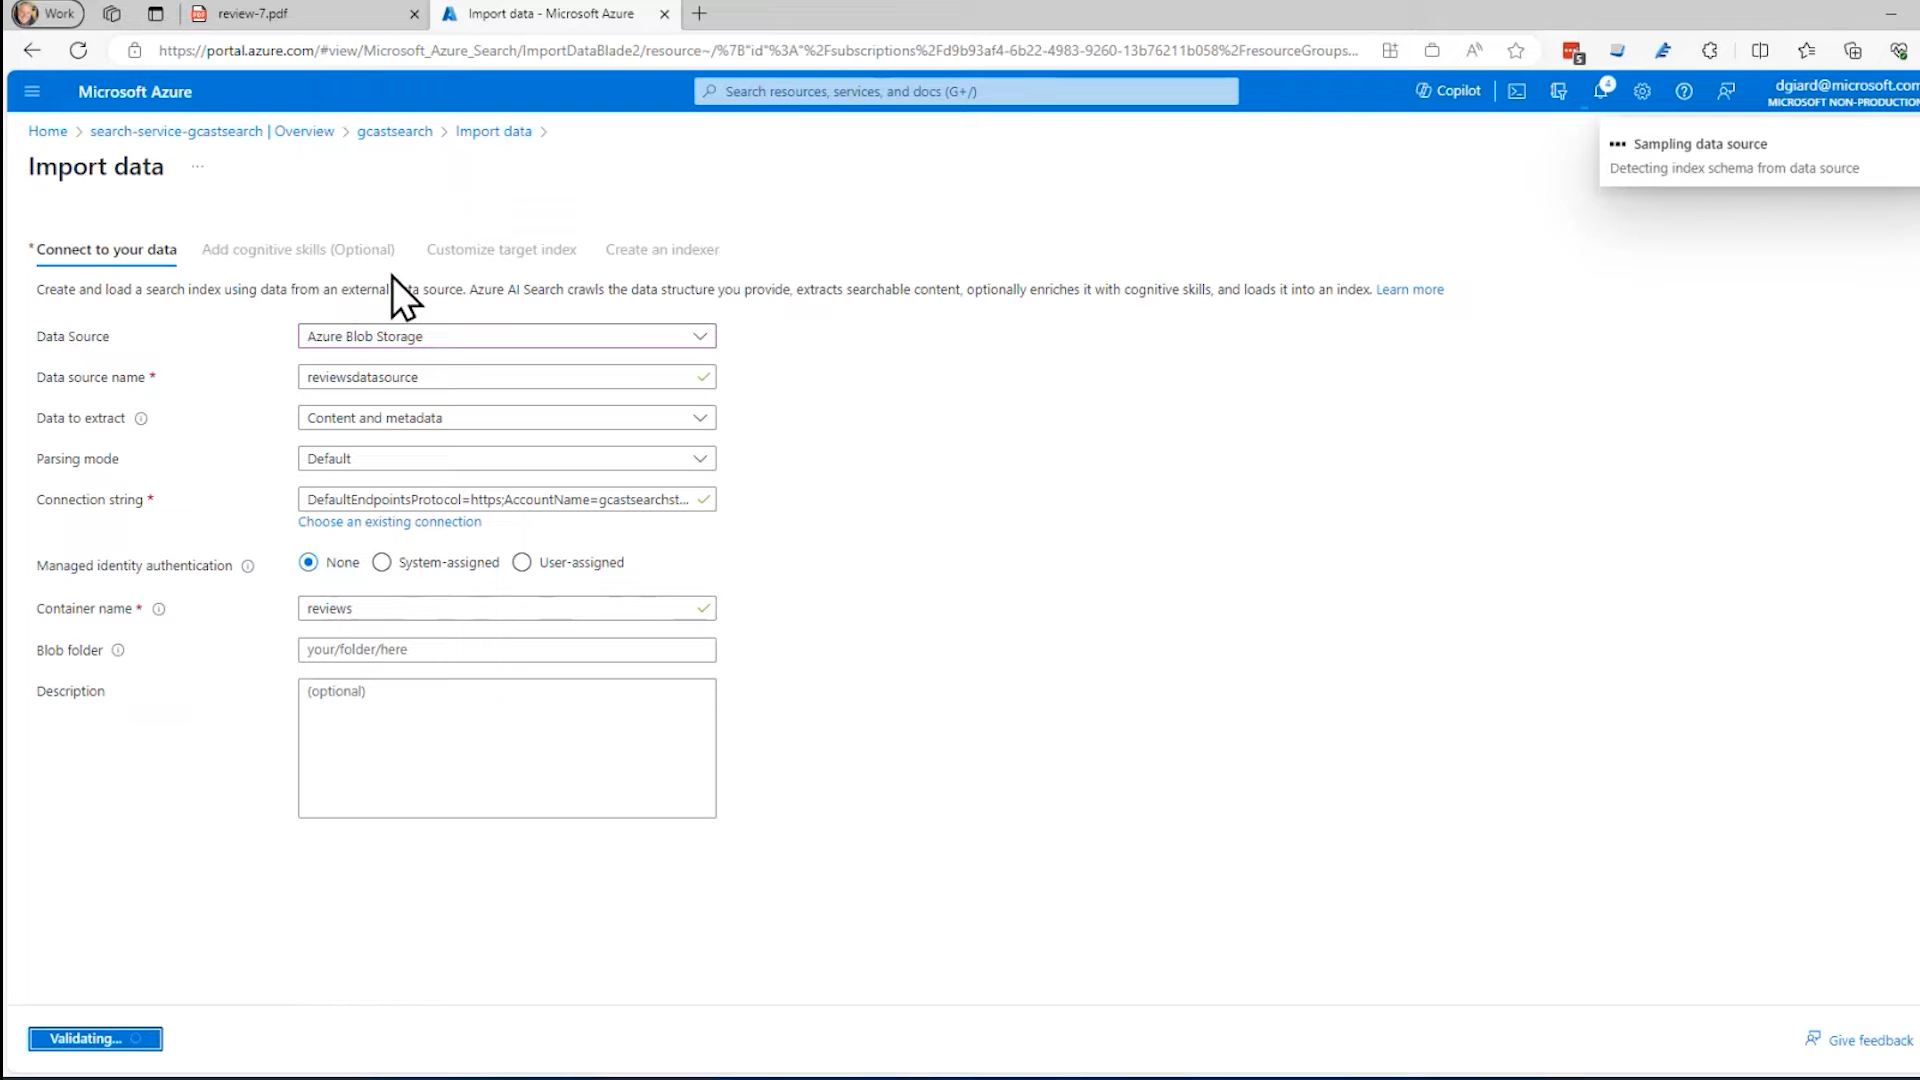 Work
review-7.pdf
Import data - Microsoft Azure
https://portal.azure.com/#view/Microsoft_Azure_Search/ImportDataBlade2/resource~/%7B"id"%3A"%2Fsubscriptions%2Fd9b93af4-6b22-4983-9260-13b76211b058%2FresourceGroups...
5
Microsoft Azure
Search resources, services, and docs (G+/)
Copilot
4
dgiard@microsoft.com
MICROSOFT NON-PRODUCTION
Home > search-service-gcastsearch | Overview > gcastsearch > Import data >
Import data ...
Sampling data source
Detecting index schema from data source
* Connect to your data
Add cognitive skills (Optional)
Customize target index
Create an indexer
Create and load a search index using data from an external data source. Azure AI Search crawls the data structure you provide, extracts searchable content, optionally enriches it with cognitive skills, and loads it into an index. Learn more
Data Source
Azure Blob Storage
Data source name *
reviewsdatasource
Data to extract
Content and metadata
Parsing mode
Default
Connection string *
DefaultEndpointsProtocol=https;AccountName=gcastsearchst...
Choose an existing connection
Managed identity authentication
None
System-assigned
User-assigned
Container name *
reviews
Blob folder
your/folder/here
Description
(optional)
Validating...
Give feedback